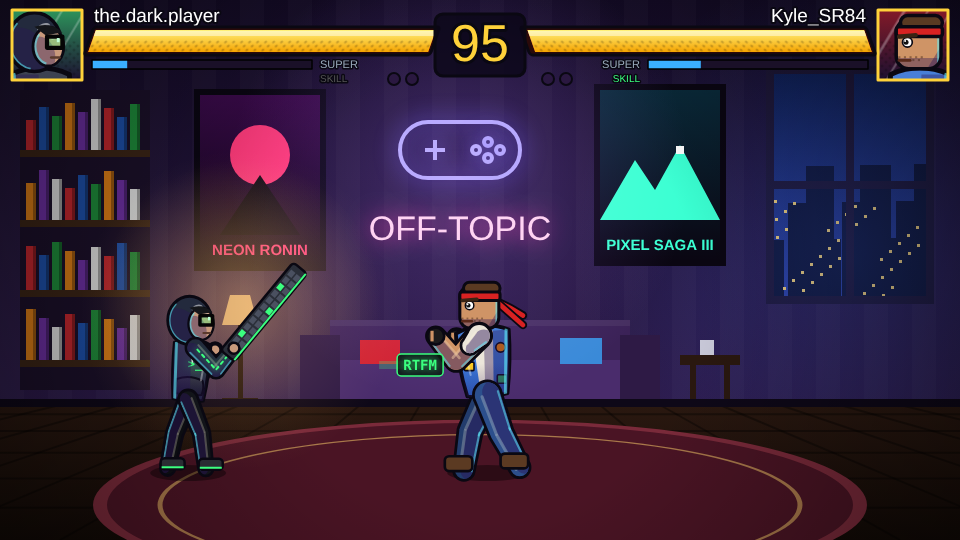 the.dark.player
95
Kyle_SR84
SUPER
SUPER
SKILL
SKILL
OFF-TOPIC
NEON RONIN
PIXEL SAGA III
RTFM